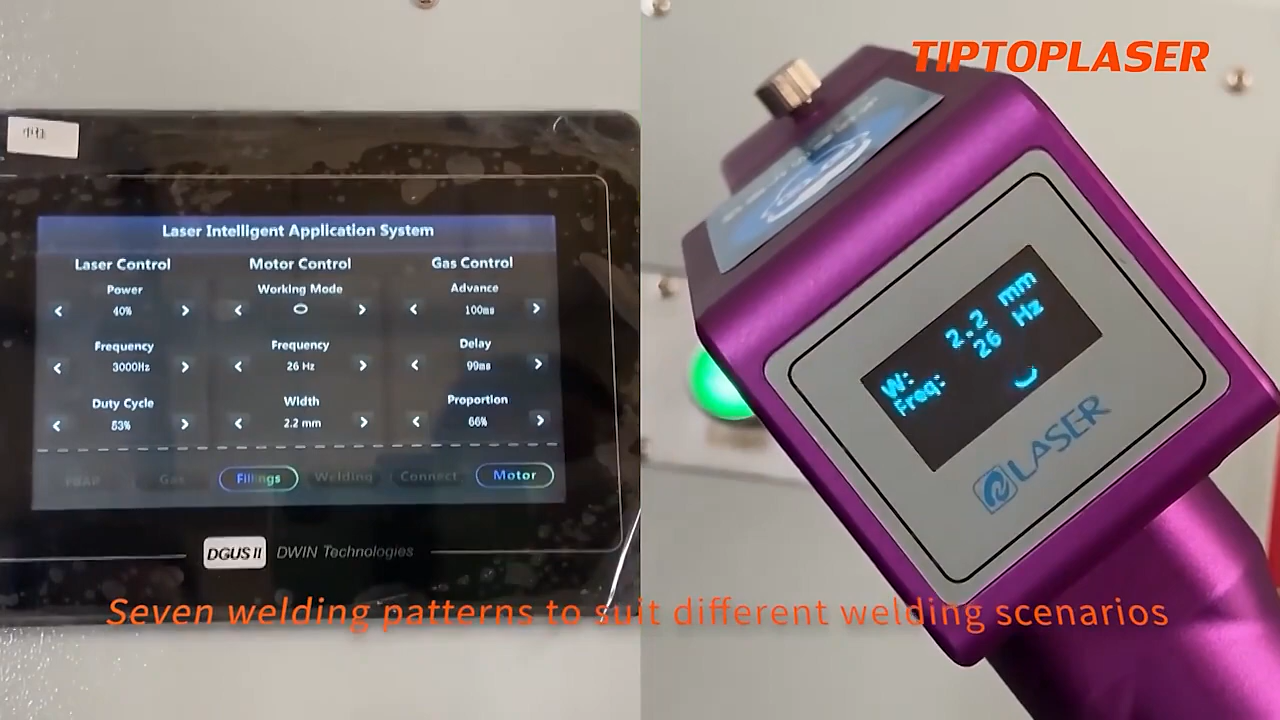 TIPTOPLASER
Laser Intelligent Application System
Laser Control
Motor Control
Gas Control
Power
Working Mode
Advance
40%
100ms
Frequency
Frequency
Delay
3000Hz
26 Hz
99ms
Duty Cycle
Width
Proportion
53%
2.2 mm
66%
Gas
Fillings
Welding
Connect
Motor
DGUS II
DWIN Technologies
W: 2.2 mm
Freq: 26 Hz
LASER
Seven welding patterns to suit different welding scenarios